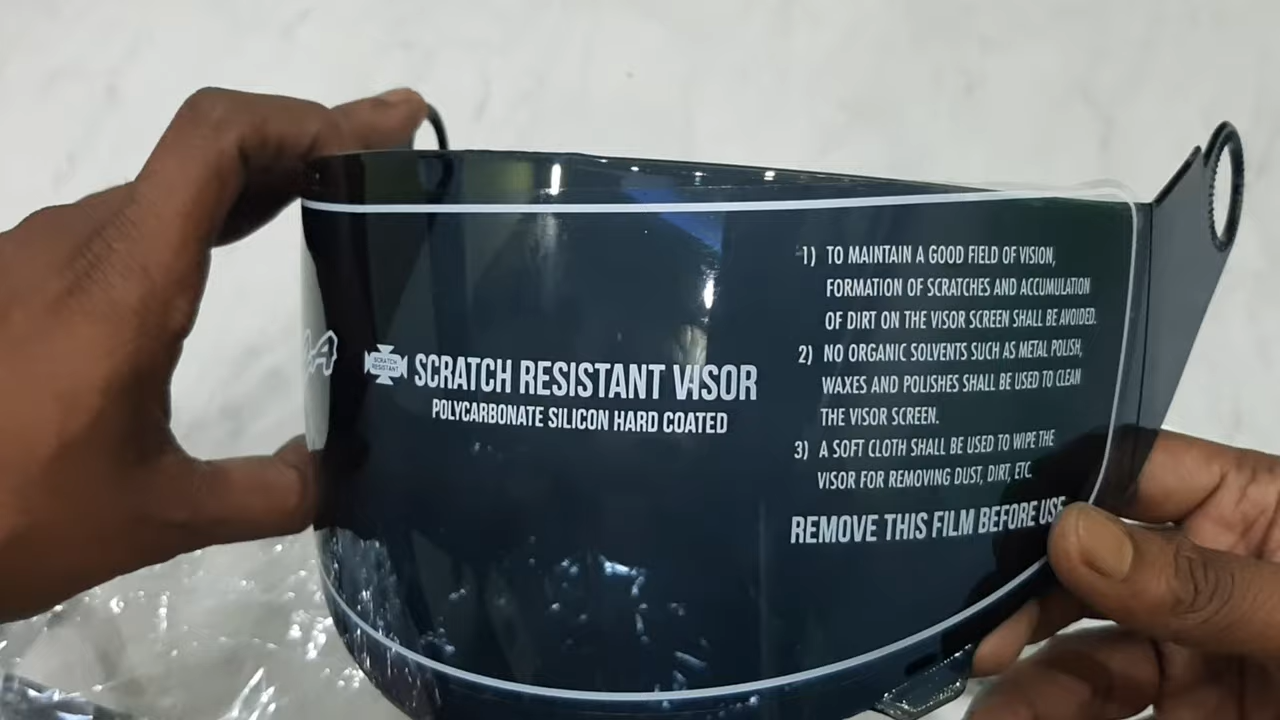 SCRATCH
RESISTANT
SCRATCH RESISTANT VISOR
POLYCARBONATE SILICON HARD COATED
1) TO MAINTAIN A GOOD FIELD OF VISION,
FORMATION OF SCRATCHES AND ACCUMULATION
OF DIRT ON THE VISOR SCREEN SHALL BE AVOIDED.
2) NO ORGANIC SOLVENTS SUCH AS METAL POLISH,
WAXES AND POLISHES SHALL BE USED TO CLEAN
THE VISOR SCREEN.
3) A SOFT CLOTH SHALL BE USED TO WIPE THE
VISOR FOR REMOVING DUST, DIRT, ETC.
REMOVE THIS FILM BEFORE USE